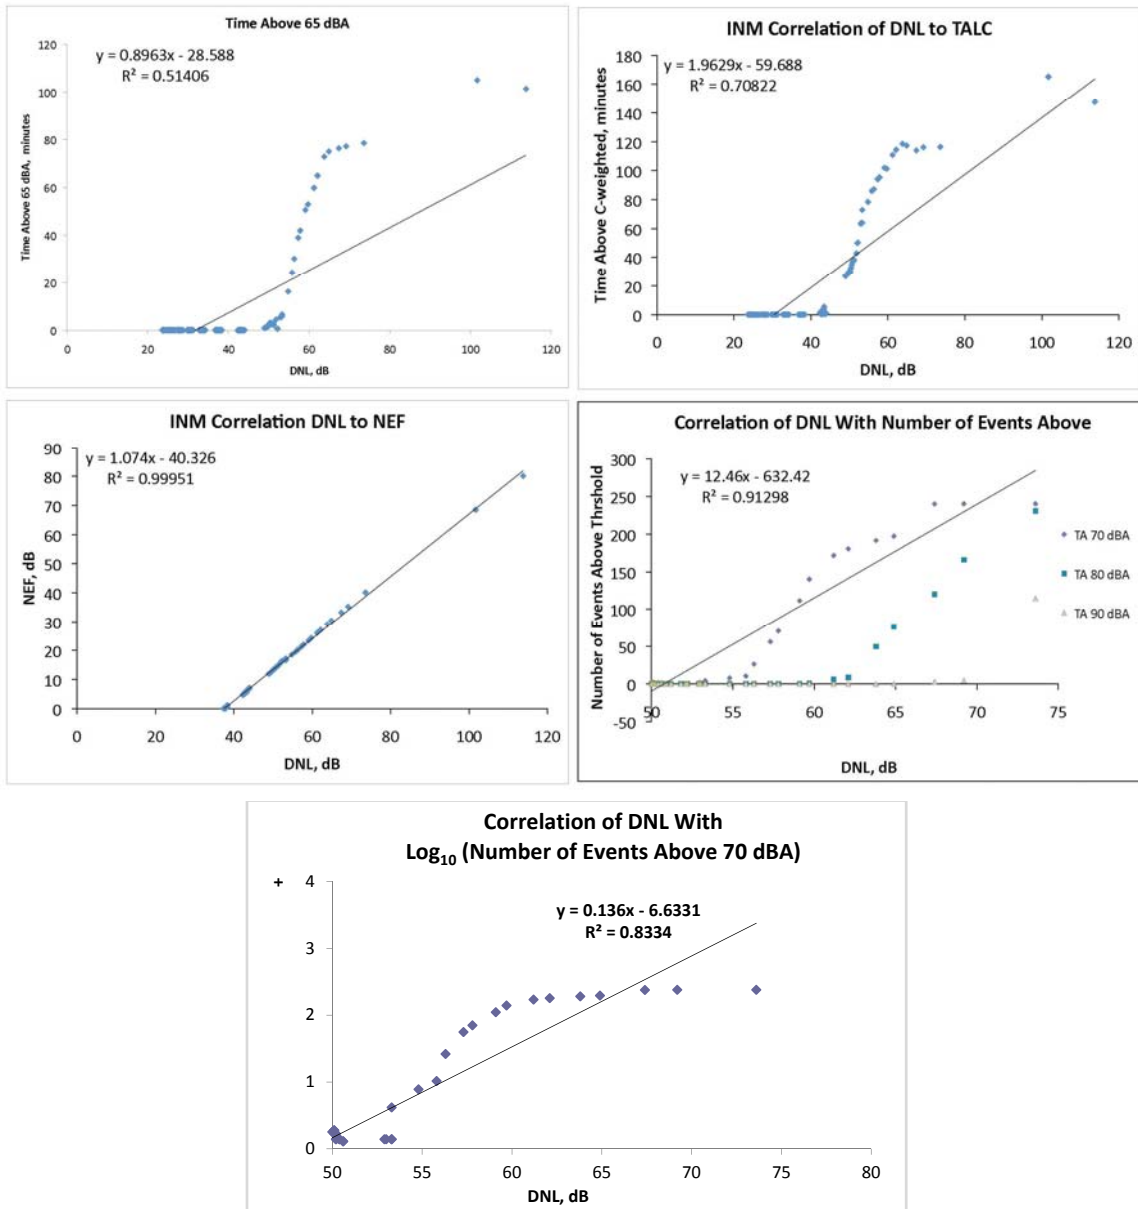 Time Above 65 dBA
y = 0.8963x - 28.588
R² = 0.51406
Time Above 65 dBA, minutes
120
100
80
60
40
20
0
0 20 40 60 80 100 120
DNL, dB
INM Correlation of DNL to TALC
y = 1.9629x - 59.688
R² = 0.70822
Time Above C-weighted, minutes
180
160
140
120
100
80
60
40
20
0
0 20 40 60 80 100 120
DNL, dB
INM Correlation DNL to NEF
y = 1.074x - 40.326
R² = 0.99951
NEF, dB
90
80
70
60
50
40
30
20
10
0
0 20 40 60 80 100 120
DNL, dB
Correlation of DNL With Number of Events Above
y = 12.46x - 632.42
R² = 0.91298
Number of Events Above Thrshold
300
250
200
150
100
50
0
-50
50 55 60 65 70 75
DNL, dB
TA 70 dBA
TA 80 dBA
TA 90 dBA
Correlation of DNL With
Log₁₀ (Number of Events Above 70 dBA)
+
y = 0.136x - 6.6331
R² = 0.8334
4
3
2
1
0
50 55 60 65 70 75 80
DNL, dB